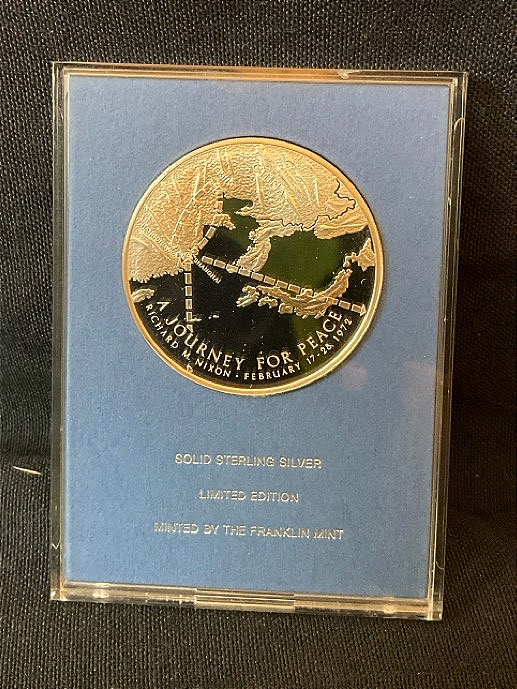 SHANGHAI
A JOURNEY FOR PEACE
RICHARD M. NIXON · FEBRUARY 17-28, 1972
SOLID STERLING SILVER
LIMITED EDITION
MINTED BY THE FRANKLIN MINT